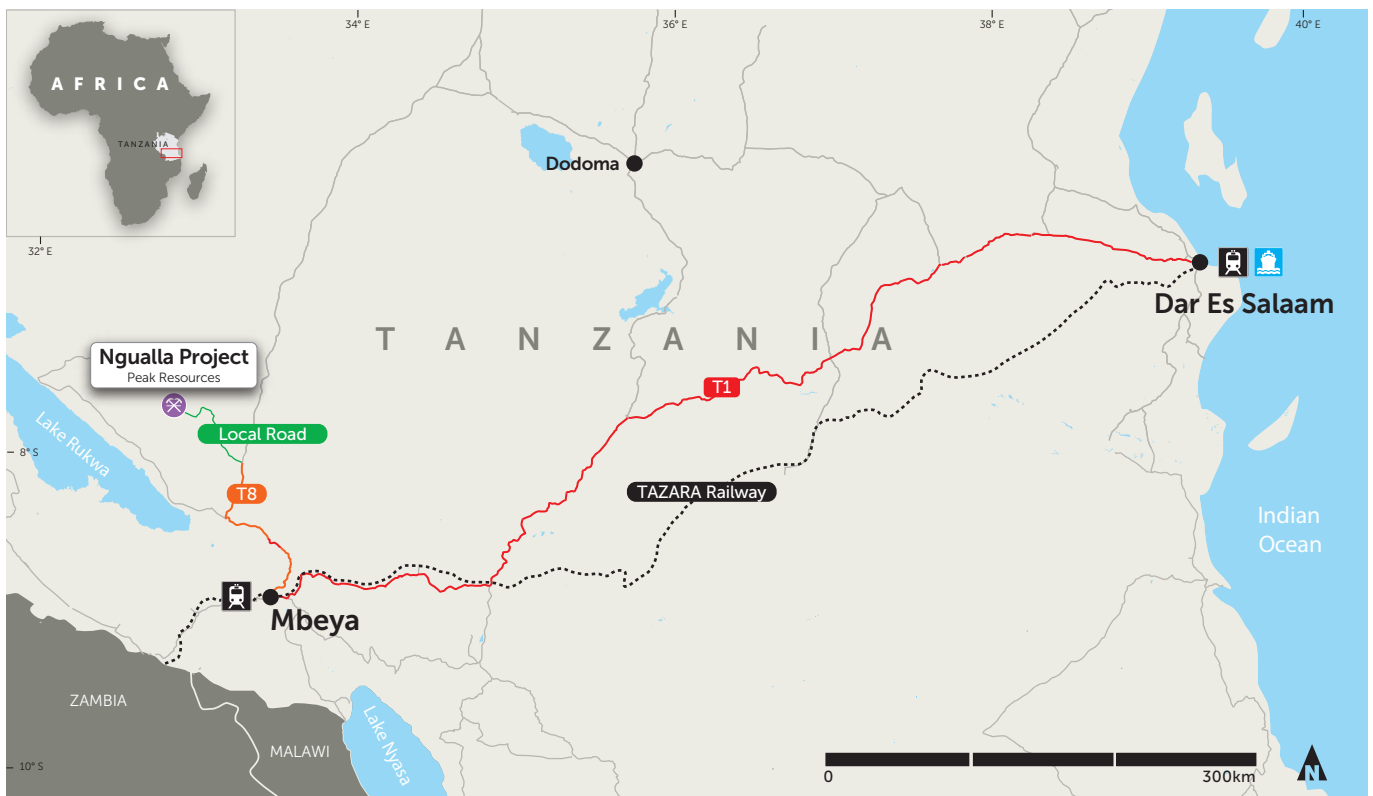 34° E
36° E
38° E
40° E
AFRICA
TANZANIA
32° E
Dodoma
Dar Es Salaam
TANZANIA
Ngualla Project
Peak Resources
T1
Local Road
Lake Rukwa
8° S
T8
TAZARA Railway
Indian
Ocean
Mbeya
ZAMBIA
MALAWI
Lake Nyasa
10° S
0
300km
N